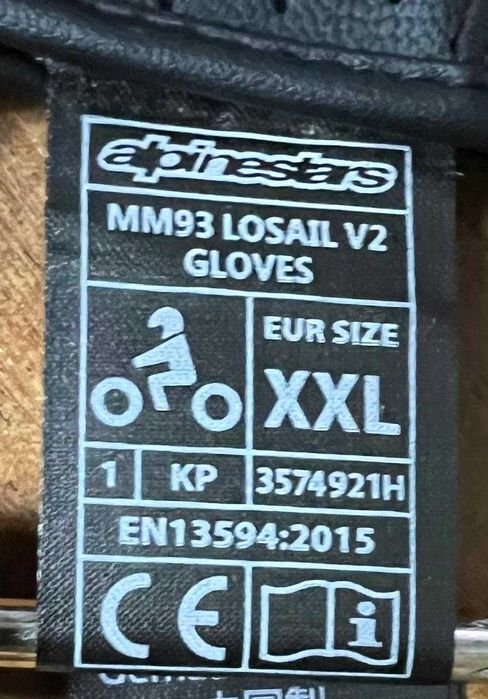 alpinestars
MM93 LOSAIL V2
GLOVES
EUR SIZE
XXL
1 KP 3574921H
EN13594:2015
CE i